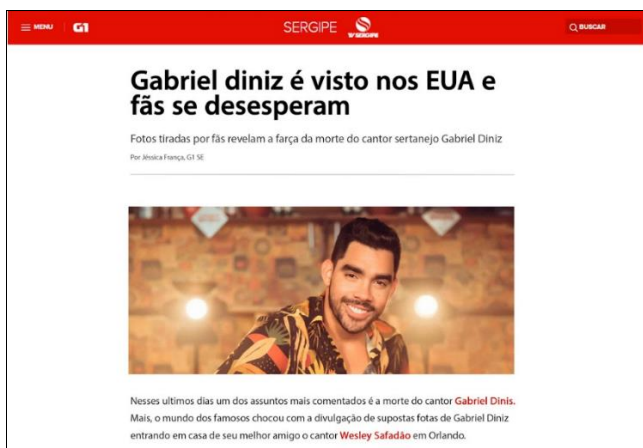 MENU G1 SERGIPE TV SERGIPE BUSCAR
Gabriel diniz é visto nos EUA e
fãs se desesperam
Fotos tiradas por fãs revelam a farça da morte do cantor sertanejo Gabriel Diniz
Por Jéssica França, G1 SE
Nesses ultimos dias um dos assuntos mais comentados é a morte do cantor Gabriel Dinis.
Mais, o mundo dos famosos chocou com a divulgação de supostas fotas de Gabriel Diniz
entrando em casa de seu melhor amigo o cantor Wesley Safadão em Orlando.